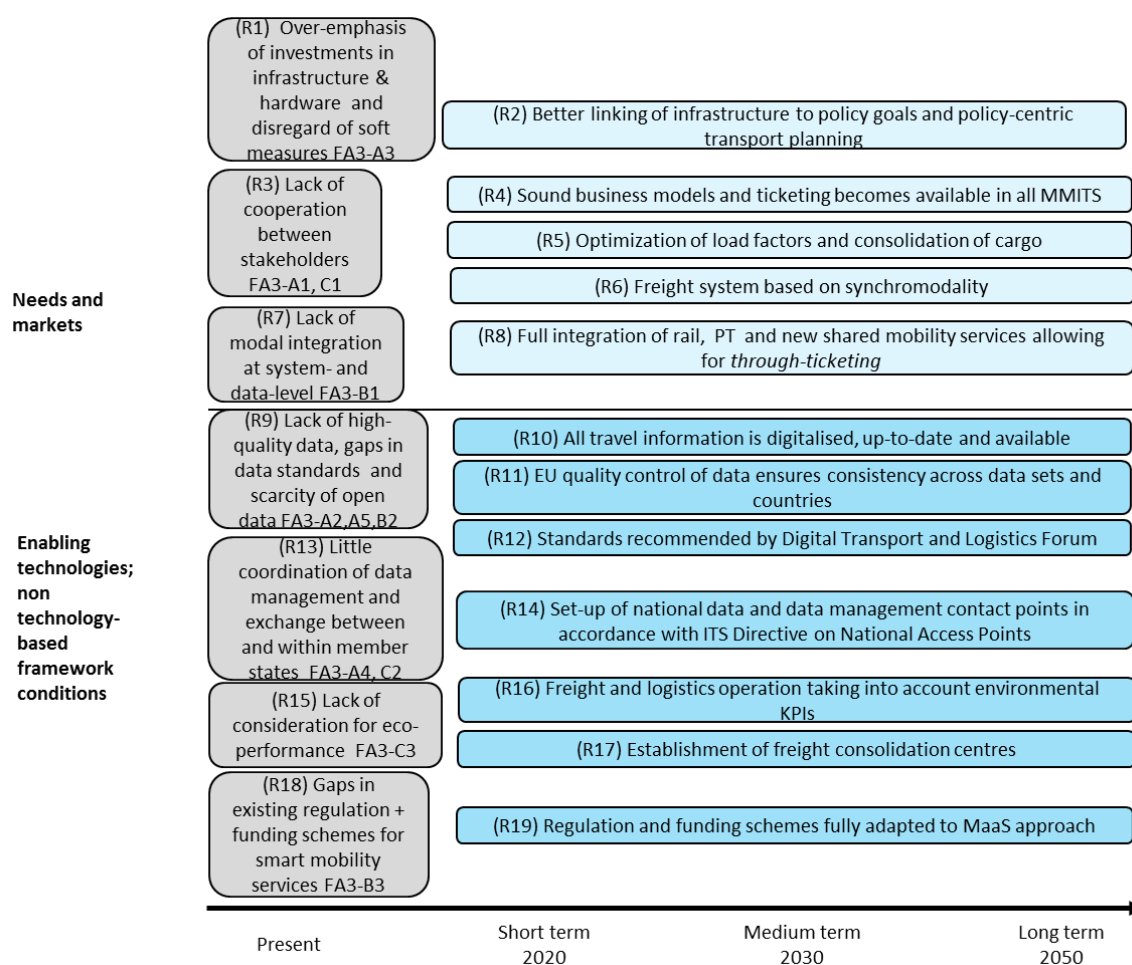 (R1) Over-emphasis
of investments in
infrastructure &
hardware and
disregard of soft
measures FA3-A3
(R2) Better linking of infrastructure to policy goals and policy-centric
transport planning
(R3) Lack of
cooperation
between
stakeholders
FA3-A1, C1
(R4) Sound business models and ticketing becomes available in all MMITS
(R5) Optimization of load factors and consolidation of cargo
(R6) Freight system based on synchromodality
Needs and
markets
(R7) Lack of
modal integration
at system- and
data-level FA3-B1
(R8) Full integration of rail, PT and new shared mobility services allowing
for through-ticketing
(R9) Lack of high-
quality data, gaps in
data standards and
scarcity of open
data FA3-A2,A5,B2
(R10) All travel information is digitalised, up-to-date and available
(R11) EU quality control of data ensures consistency across data sets and
countries
(R12) Standards recommended by Digital Transport and Logistics Forum
Enabling
technologies;
non
technology-
based
framework
conditions
(R13) Little
coordination of data
management and
exchange between
and within member
states FA3-A4, C2
(R14) Set-up of national data and data management contact points in
accordance with ITS Directive on National Access Points
(R15) Lack of
consideration for eco-
performance FA3-C3
(R16) Freight and logistics operation taking into account environmental
KPIs
(R17) Establishment of freight consolidation centres
(R18) Gaps in
existing regulation +
funding schemes for
smart mobility
services FA3-B3
(R19) Regulation and funding schemes fully adapted to MaaS approach
Present
Short term
2020
Medium term
2030
Long term
2050